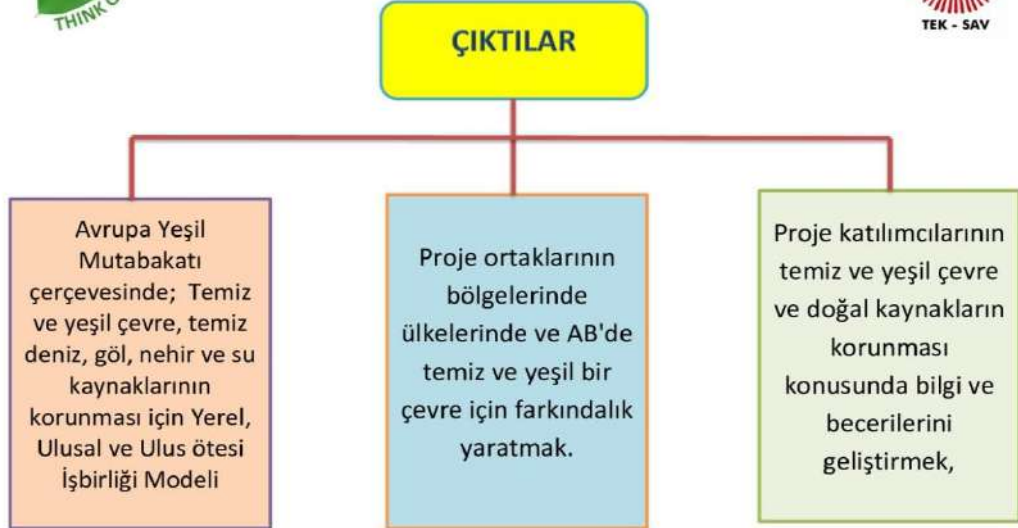 THINK
TEK - SAV
ÇIKTILAR
Avrupa Yeşil
Mutabakatı
çerçevesinde; Temiz
ve yeşil çevre, temiz
deniz, göl, nehir ve su
kaynaklarının
korunması için Yerel,
Ulusal ve Ulus ötesi
İşbirliği Modeli
Proje ortaklarının
bölgelerinde
ülkelerinde ve AB'de
temiz ve yeşil bir
çevre için farkındalık
yaratmak.
Proje katılımcılarının
temiz ve yeşil çevre
ve doğal kaynakların
korunması
konusunda bilgi ve
becerilerini
geliştirmek,